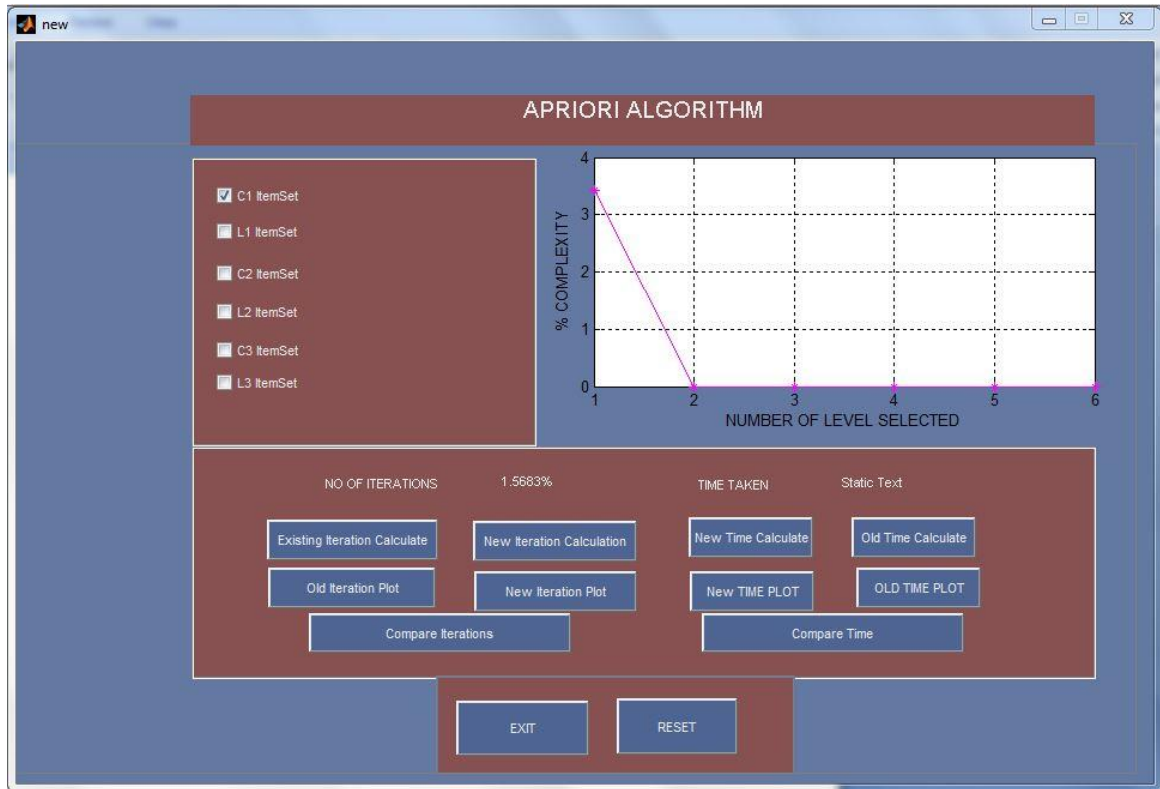 new
APRIORI ALGORITHM
C1 ItemSet
L1 ItemSet
C2 ItemSet
L2 ItemSet
C3 ItemSet
L3 ItemSet
4
3
2
1
0
% COMPLEXITY
1 2 3 4 5 6
NUMBER OF LEVEL SELECTED
NO OF ITERATIONS 1.5683% TIME TAKEN Static Text
Existing Iteration Calculate New Iteration Calculation New Time Calculate Old Time Calculate
Old Iteration Plot New Iteration Plot New TIME PLOT OLD TIME PLOT
Compare Iterations Compare Time
EXIT RESET